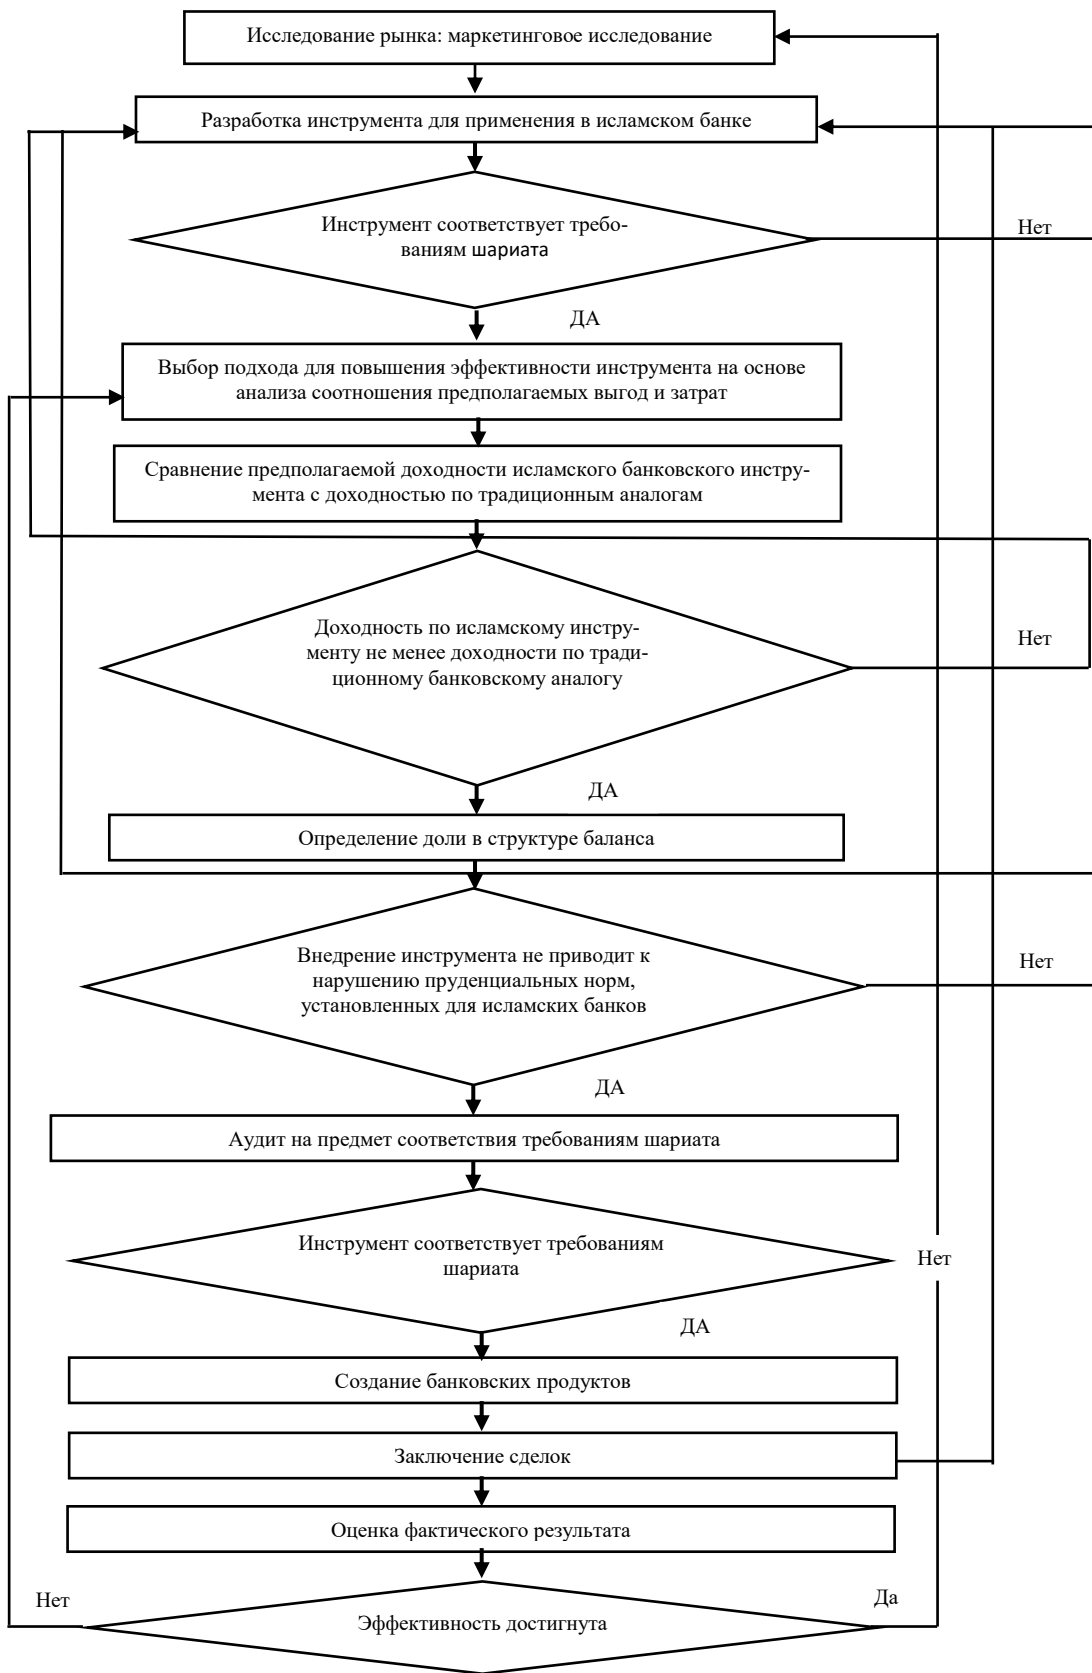 Исследование рынка: маркетинговое исследование
Разработка инструмента для применения в исламском банке
Инструмент соответствует требо-
ваниям шариата
Нет
ДА
Выбор подхода для повышения эффективности инструмента на основе
анализа соотношения предполагаемых выгод и затрат
Сравнение предполагаемой доходности исламского банковского инстру-
мента с доходностью по традиционным аналогам
Доходность по исламскому инстру-
менту не менее доходности по тради-
ционному банковскому аналогу
Нет
ДА
Определение доли в структуре баланса
Внедрение инструмента не приводит к
нарушению пруденциальных норм,
установленных для исламских банков
Нет
ДА
Аудит на предмет соответствия требованиям шариата
Инструмент соответствует требованиям
шариата
Нет
ДА
Создание банковских продуктов
Заключение сделок
Оценка фактического результата
Нет
Да
Эффективность достигнута